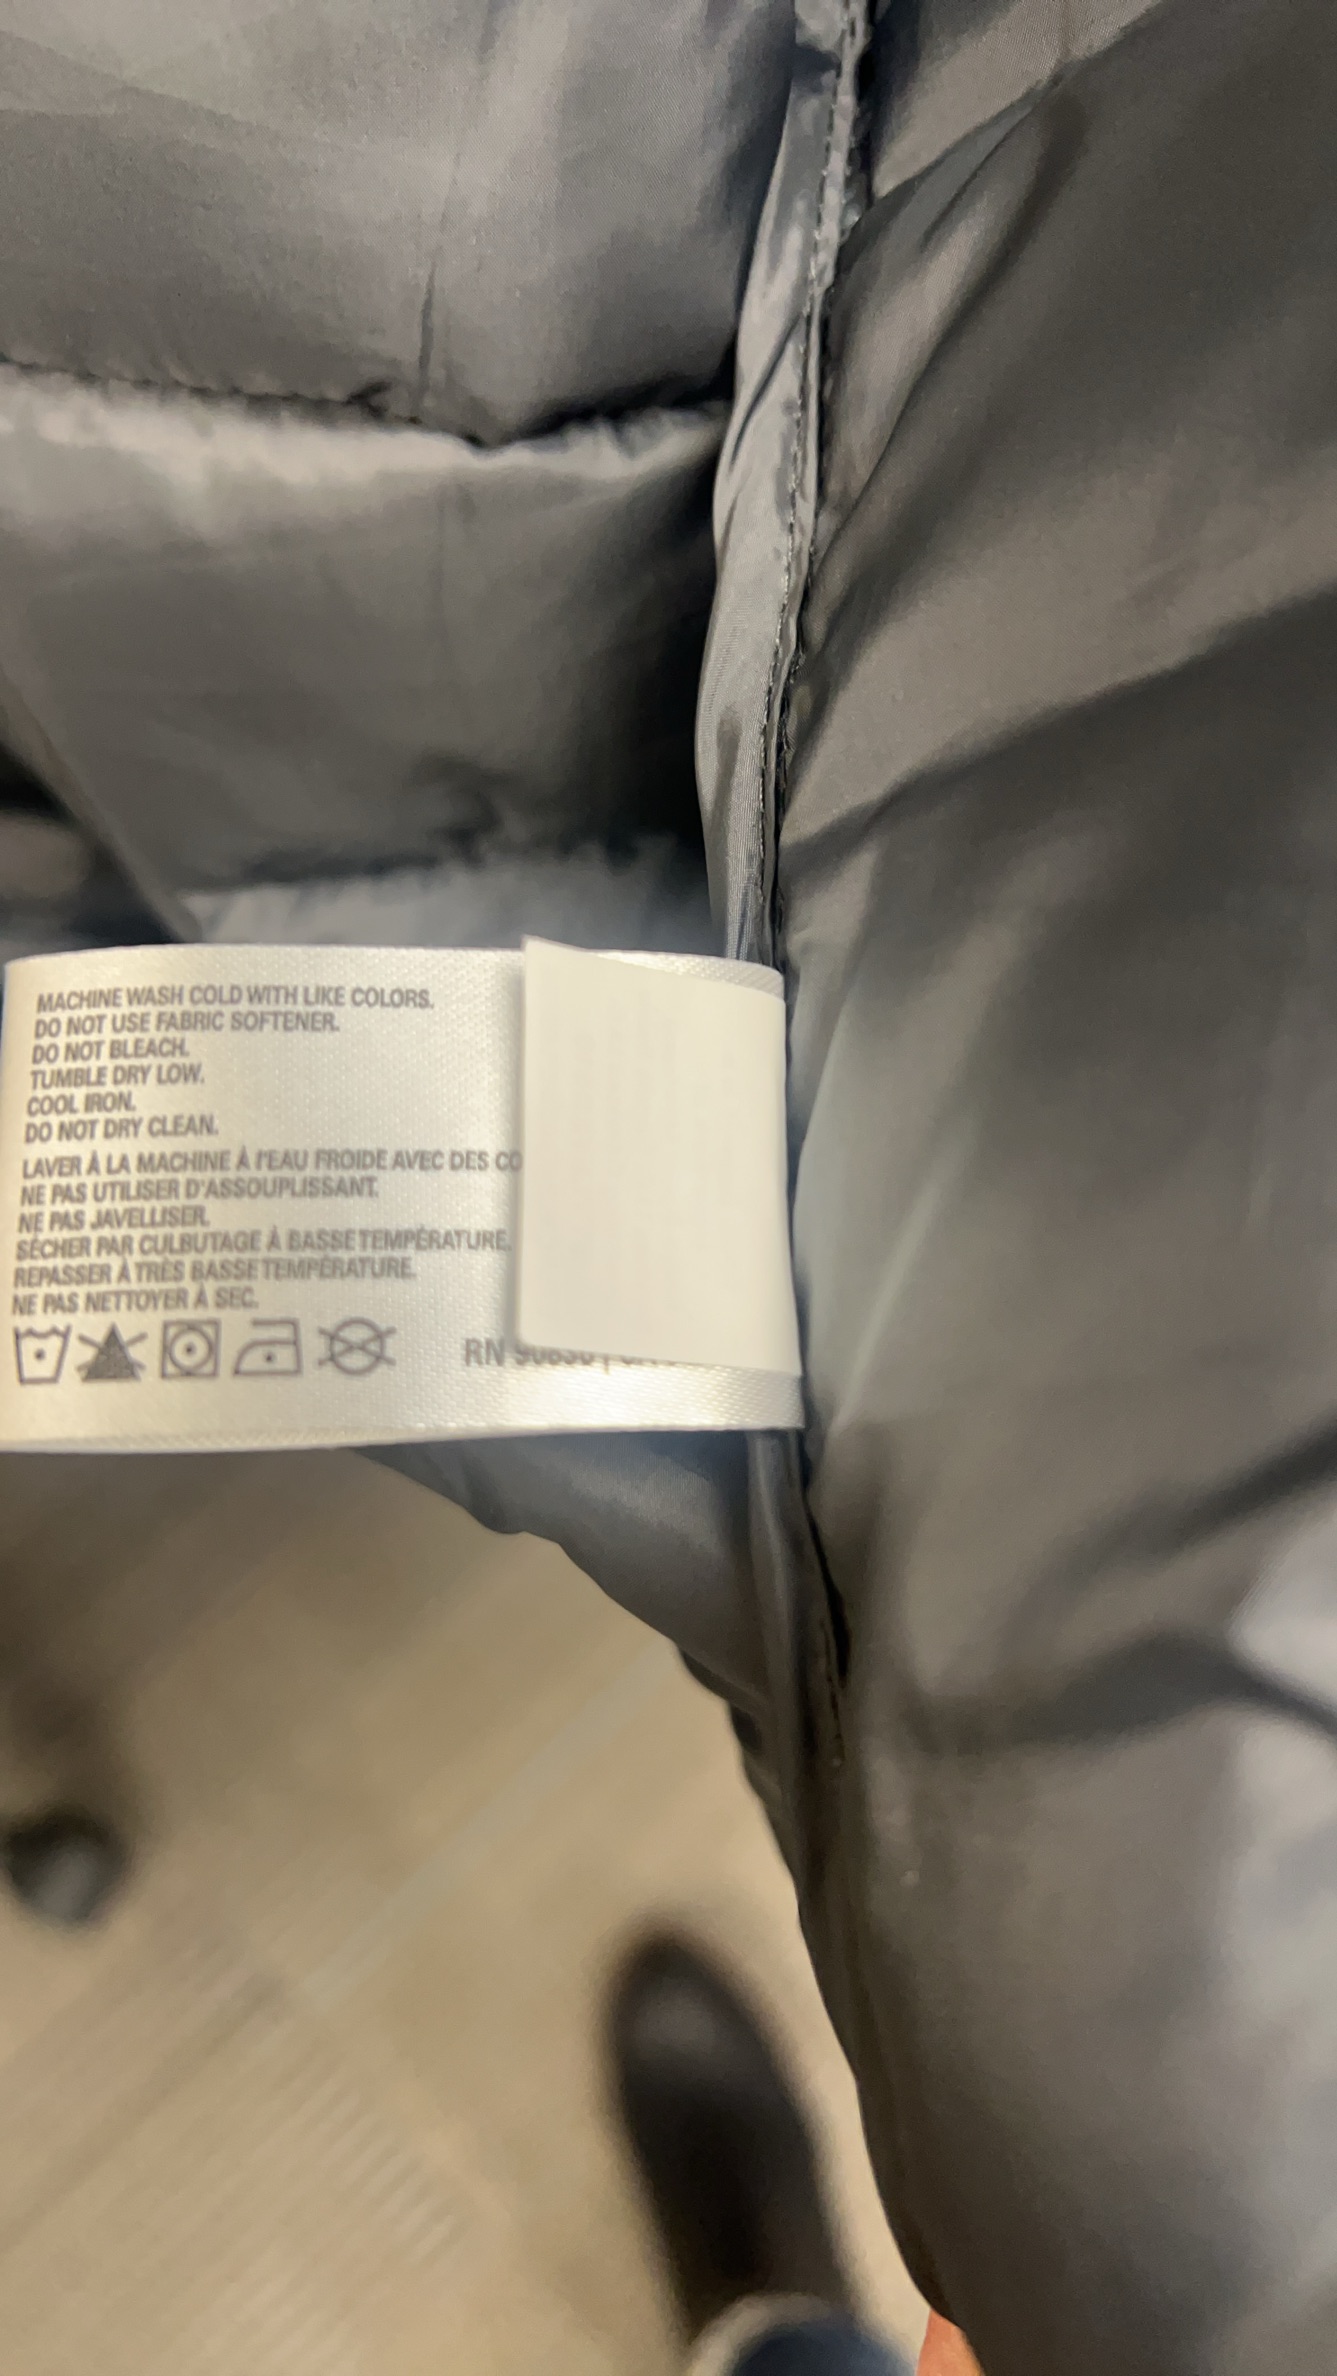 MACHINE WASH COLD WITH LIKE COLORS.
DO NOT USE FABRIC SOFTENER.
DO NOT BLEACH.
TUMBLE DRY LOW.
COOL IRON.
DO NOT DRY CLEAN.
LAVER À LA MACHINE À l'EAU FROIDE AVEC DES CO
NE PAS UTILISER D'ASSOUPLISSANT.
NE PAS JAVELLISER.
SÉCHER PAR CULBUTAGE À BASSE TEMPÉRATURE.
REPASSER À TRÈS BASSE TEMPÉRATURE.
NE PAS NETTOYER À SEC.
RN